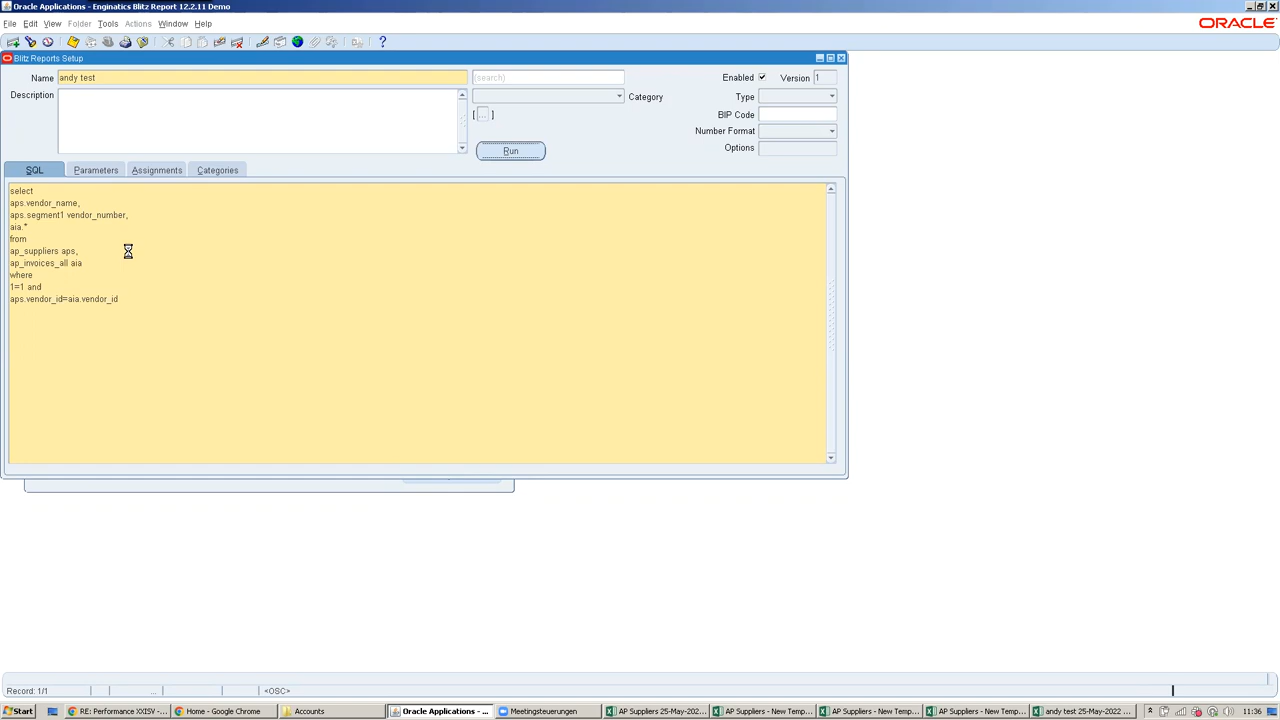 Oracle Applications - Enginatics Blitz Report 12.2.11 Demo
File Edit View Folder Tools Actions Window Help
ORACLE
Blitz Reports Setup
Name andy test (search) Enabled Version 1
Description Category Type
[ ... ] BIP Code
Number Format
Run Options
SQL Parameters Assignments Categories
select
aps.vendor_name,
aps.segment1 vendor_number,
aia.*
from
ap_suppliers aps,
ap_invoices_all aia
where
1=1 and
aps.vendor_id=aia.vendor_id
Record: 1/1 ... <OSC>
Start RE: Performance XXISV -... Home - Google Chrome Accounts Oracle Applications - ... Meetingsteuerungen AP Suppliers 25-May-202... AP Suppliers - New Temp... AP Suppliers - New Temp... AP Suppliers - New Temp... andy test 25-May-2022 ... 11:36